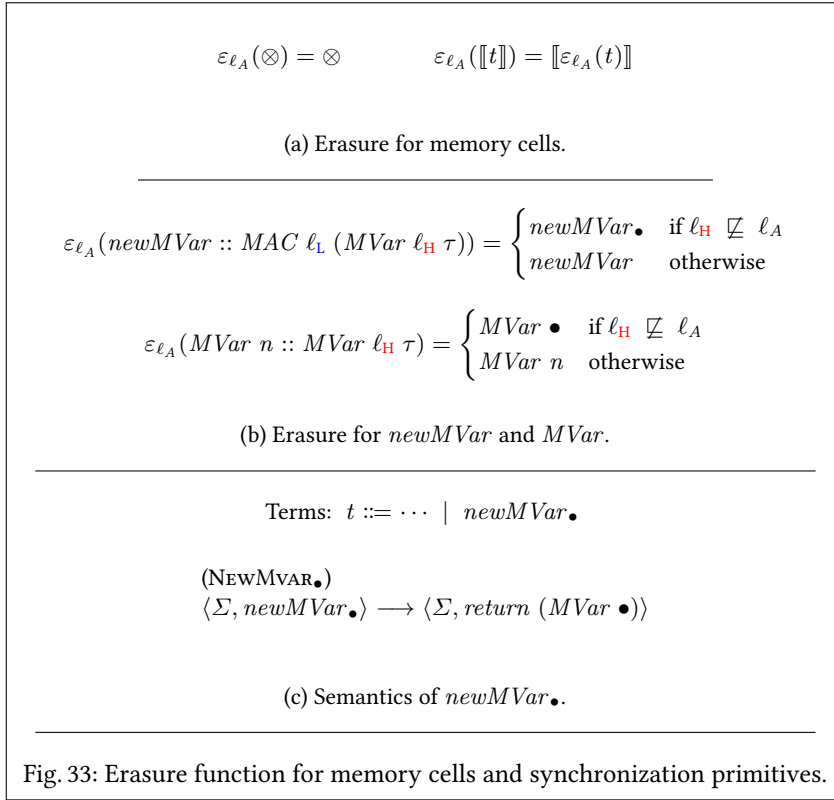 ε_{ℓ_A}(⊗) = ⊗    ε_{ℓ_A}(⟦t⟧) = ⟦ε_{ℓ_A}(t)⟧
(a) Erasure for memory cells.
ε_{ℓ_A}(newMVar :: MAC ℓ_L (MVar ℓ_H τ)) = { newMVar_• if ℓ_H ⋢ ℓ_A
newMVar otherwise
ε_{ℓ_A}(MVar n :: MVar ℓ_H τ) = { MVar • if ℓ_H ⋢ ℓ_A
MVar n otherwise
(b) Erasure for newMVar and MVar.
Terms: t ::= ··· | newMVar_•
(NewMvar_•)
⟨Σ, newMVar_•⟩ ⟶ ⟨Σ, return (MVar •)⟩
(c) Semantics of newMVar_•.
Fig. 33: Erasure function for memory cells and synchronization primitives.